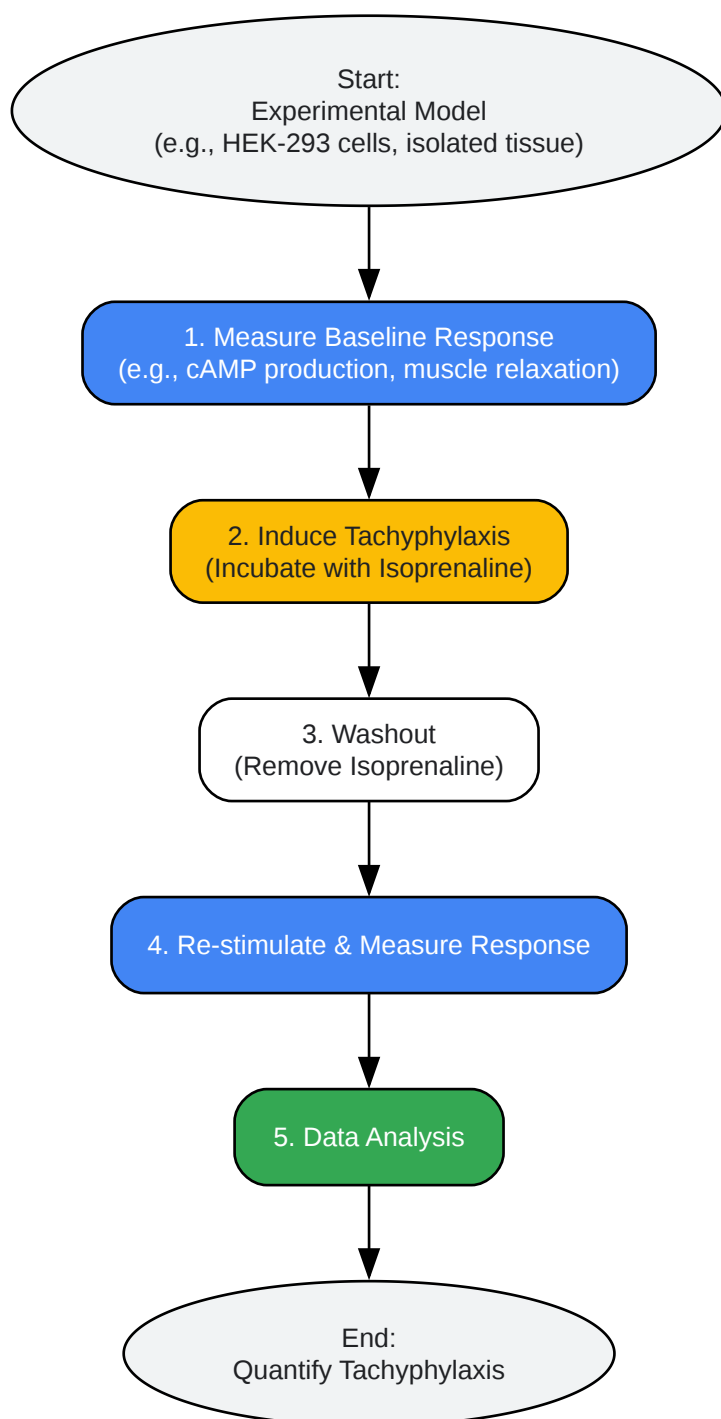 Start:
Experimental Model
(e.g., HEK-293 cells, isolated tissue)
1. Measure Baseline Response
(e.g., cAMP production, muscle relaxation)
2. Induce Tachyphylaxis
(Incubate with Isoprenaline)
3. Washout
(Remove Isoprenaline)
4. Re-stimulate & Measure Response
5. Data Analysis
End:
Quantify Tachyphylaxis